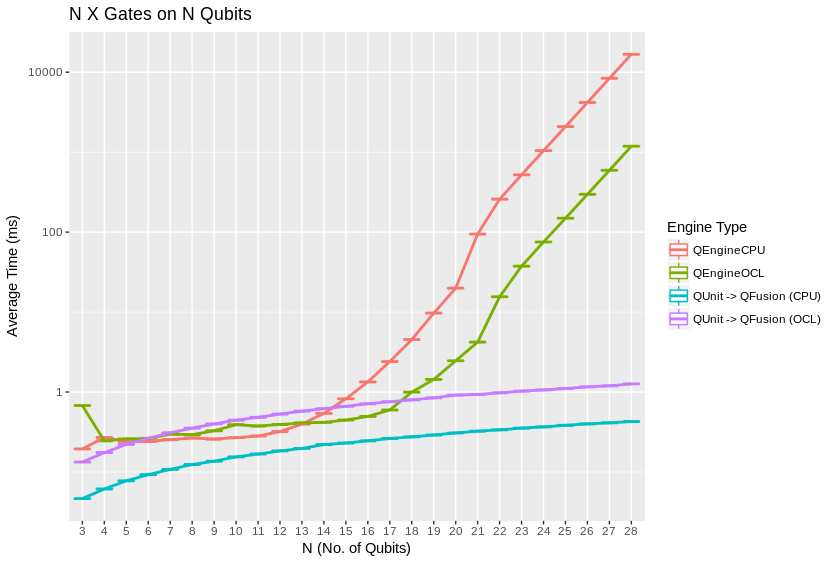 N X Gates on N Qubits
10000
100
1
Average Time (ms)
3 4 5 6 7 8 9 10 11 12 13 14 15 16 17 18 19 20 21 22 23 24 25 26 27 28
N (No. of Qubits)
Engine Type
QEngineCPU
QEngineOCL
QUnit -> QFusion (CPU)
QUnit -> QFusion (OCL)